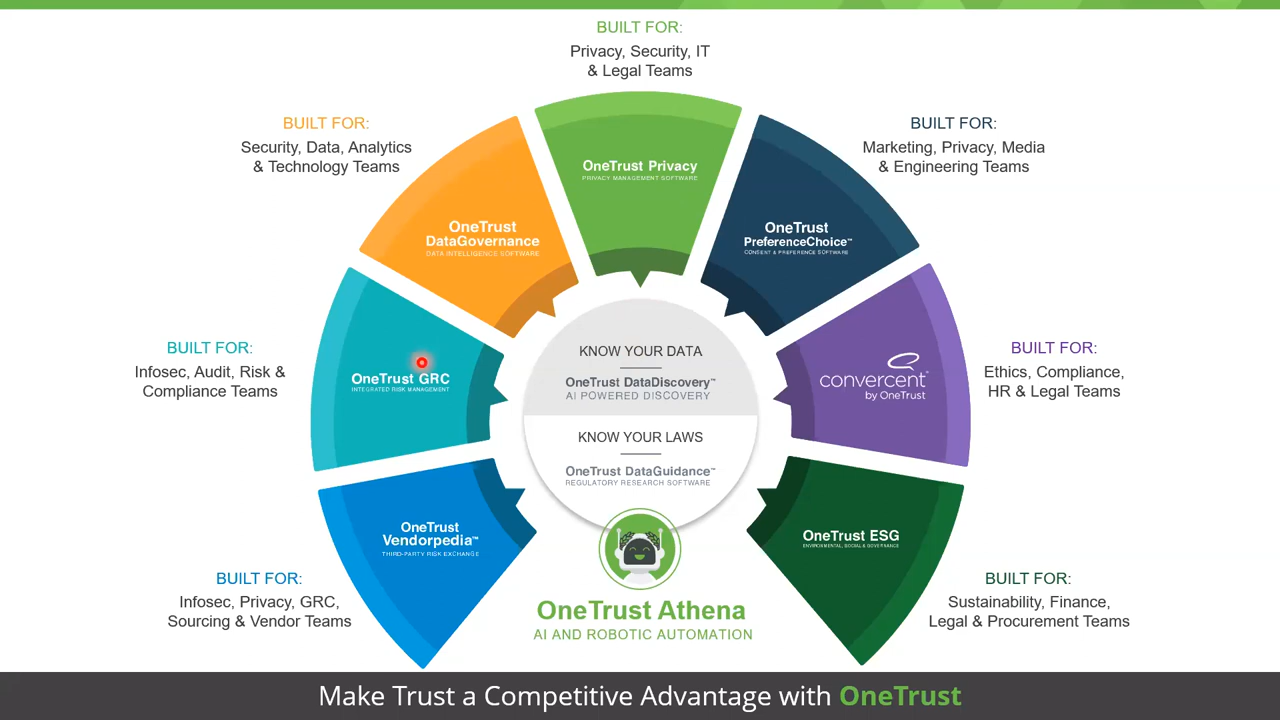 BUILT FOR:
Privacy, Security, IT
& Legal Teams
BUILT FOR:
Security, Data, Analytics
& Technology Teams
BUILT FOR:
Marketing, Privacy, Media
& Engineering Teams
OneTrust Privacy
PRIVACY MANAGEMENT SOFTWARE
OneTrust
DataGovernance
DATA INTELLIGENCE SOFTWARE
OneTrust
PreferenceChoice™
CONSENT & PREFERENCE SOFTWARE
BUILT FOR:
Infosec, Audit, Risk &
Compliance Teams
OneTrust GRC
INTEGRATED RISK MANAGEMENT
KNOW YOUR DATA
OneTrust DataDiscovery™
AI POWERED DISCOVERY
KNOW YOUR LAWS
OneTrust DataGuidance™
REGULATORY RESEARCH SOFTWARE
convercent®
by OneTrust
BUILT FOR:
Ethics, Compliance,
HR & Legal Teams
OneTrust
Vendorpedia™
THIRD-PARTY RISK EXCHANGE
OneTrust ESG
ENVIRONMENTAL, SOCIAL & GOVERNANCE
BUILT FOR:
Infosec, Privacy, GRC,
Sourcing & Vendor Teams
OneTrust Athena
AI AND ROBOTIC AUTOMATION
BUILT FOR:
Sustainability, Finance,
Legal & Procurement Teams
Make Trust a Competitive Advantage with OneTrust